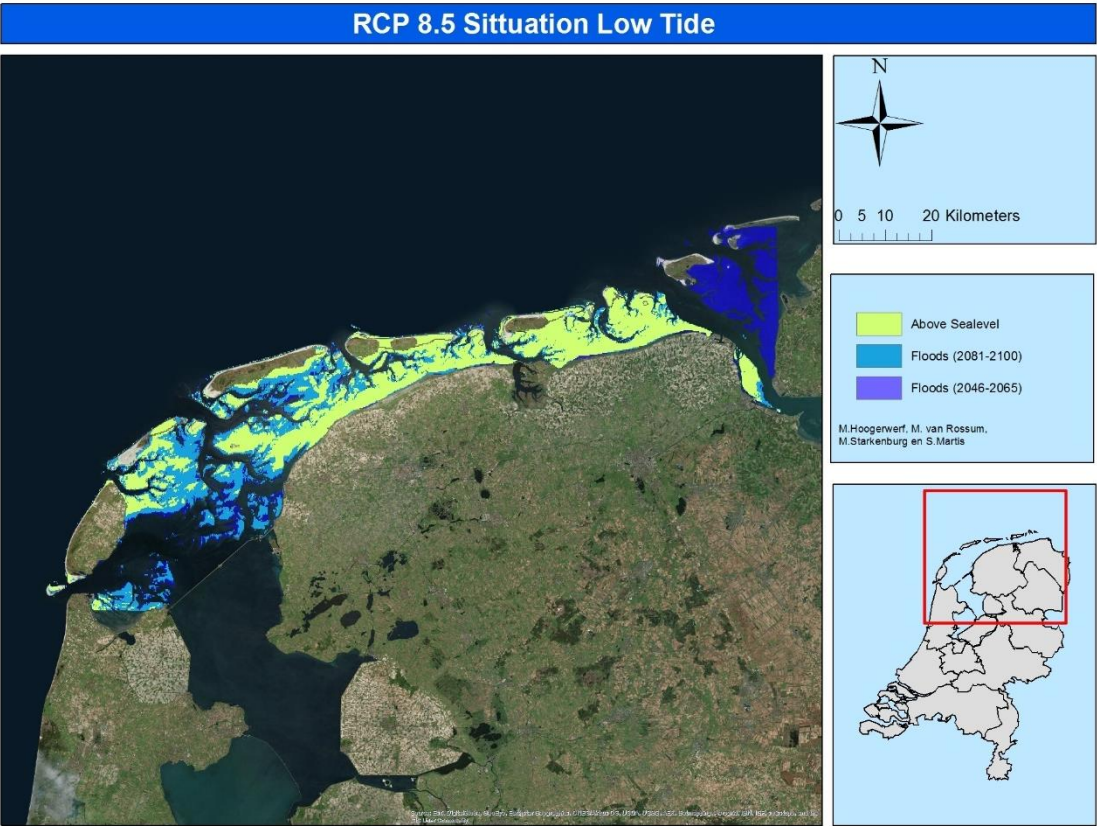 RCP 8.5 Sittuation Low Tide
N
0 5 10 20 Kilometers
Above Sealevel
Floods (2081-2100)
Floods (2046-2065)
M.Hoogerwerf, M. van Rossum,
M.Starkenburg en S.Martis